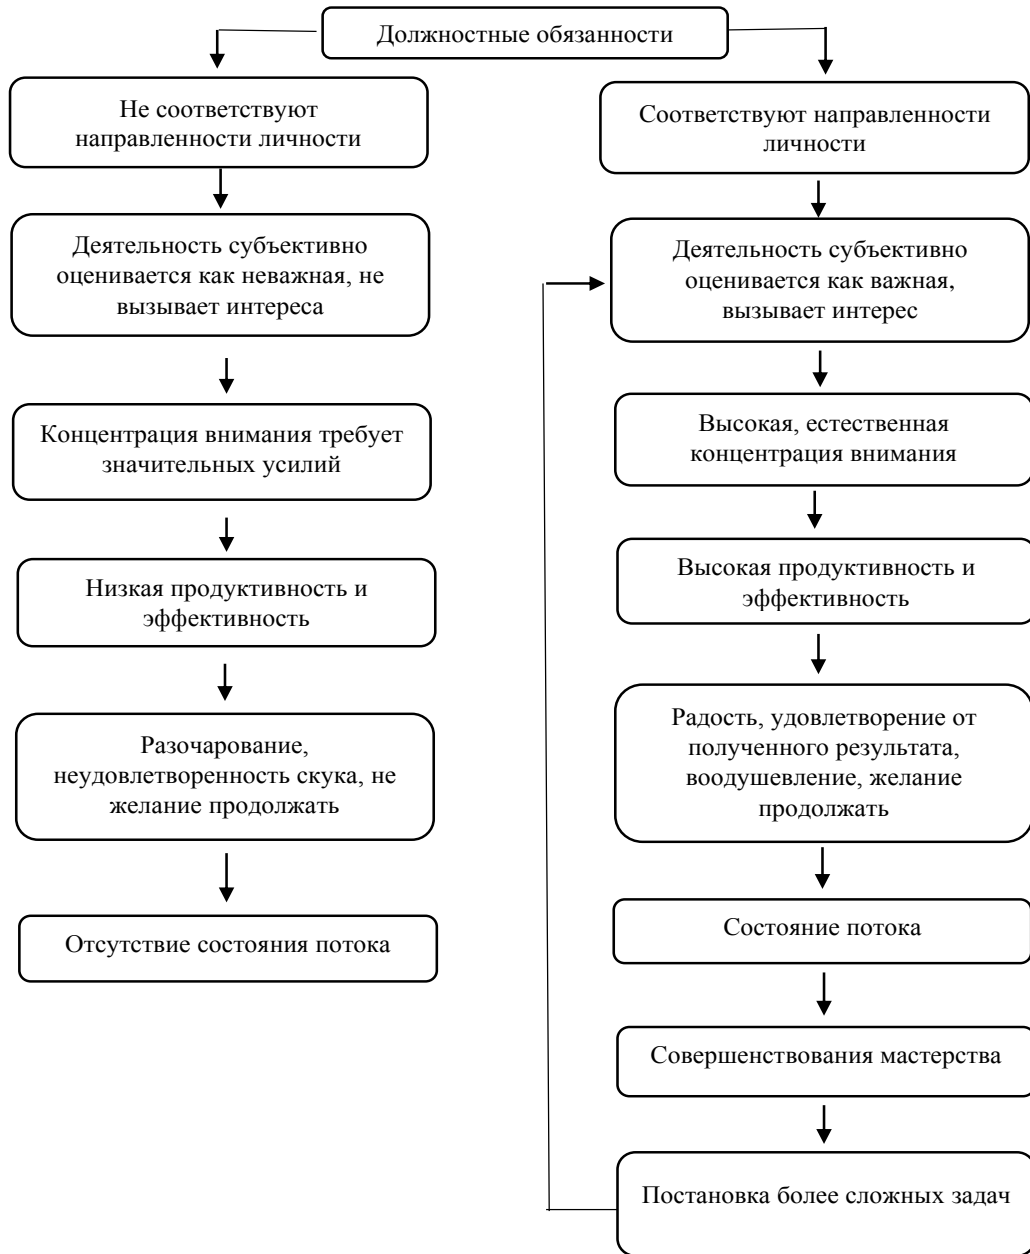 Должностные обязанности
Не соответствуют
направленности личности
Деятельность субъективно
оценивается как неважная, не
вызывает интереса
Концентрация внимания требует
значительных усилий
Низкая продуктивность и
эффективность
Разочарование,
неудовлетворенность скука, не
желание продолжать
Отсутствие состояния потока
Соответствуют направленности
личности
Деятельность субъективно
оценивается как важная,
вызывает интерес
Высокая, естественная
концентрация внимания
Высокая продуктивность и
эффективность
Радость, удовлетворение от
полученного результата,
воодушевление, желание
продолжать
Состояние потока
Совершенствования мастерства
Постановка более сложных задач